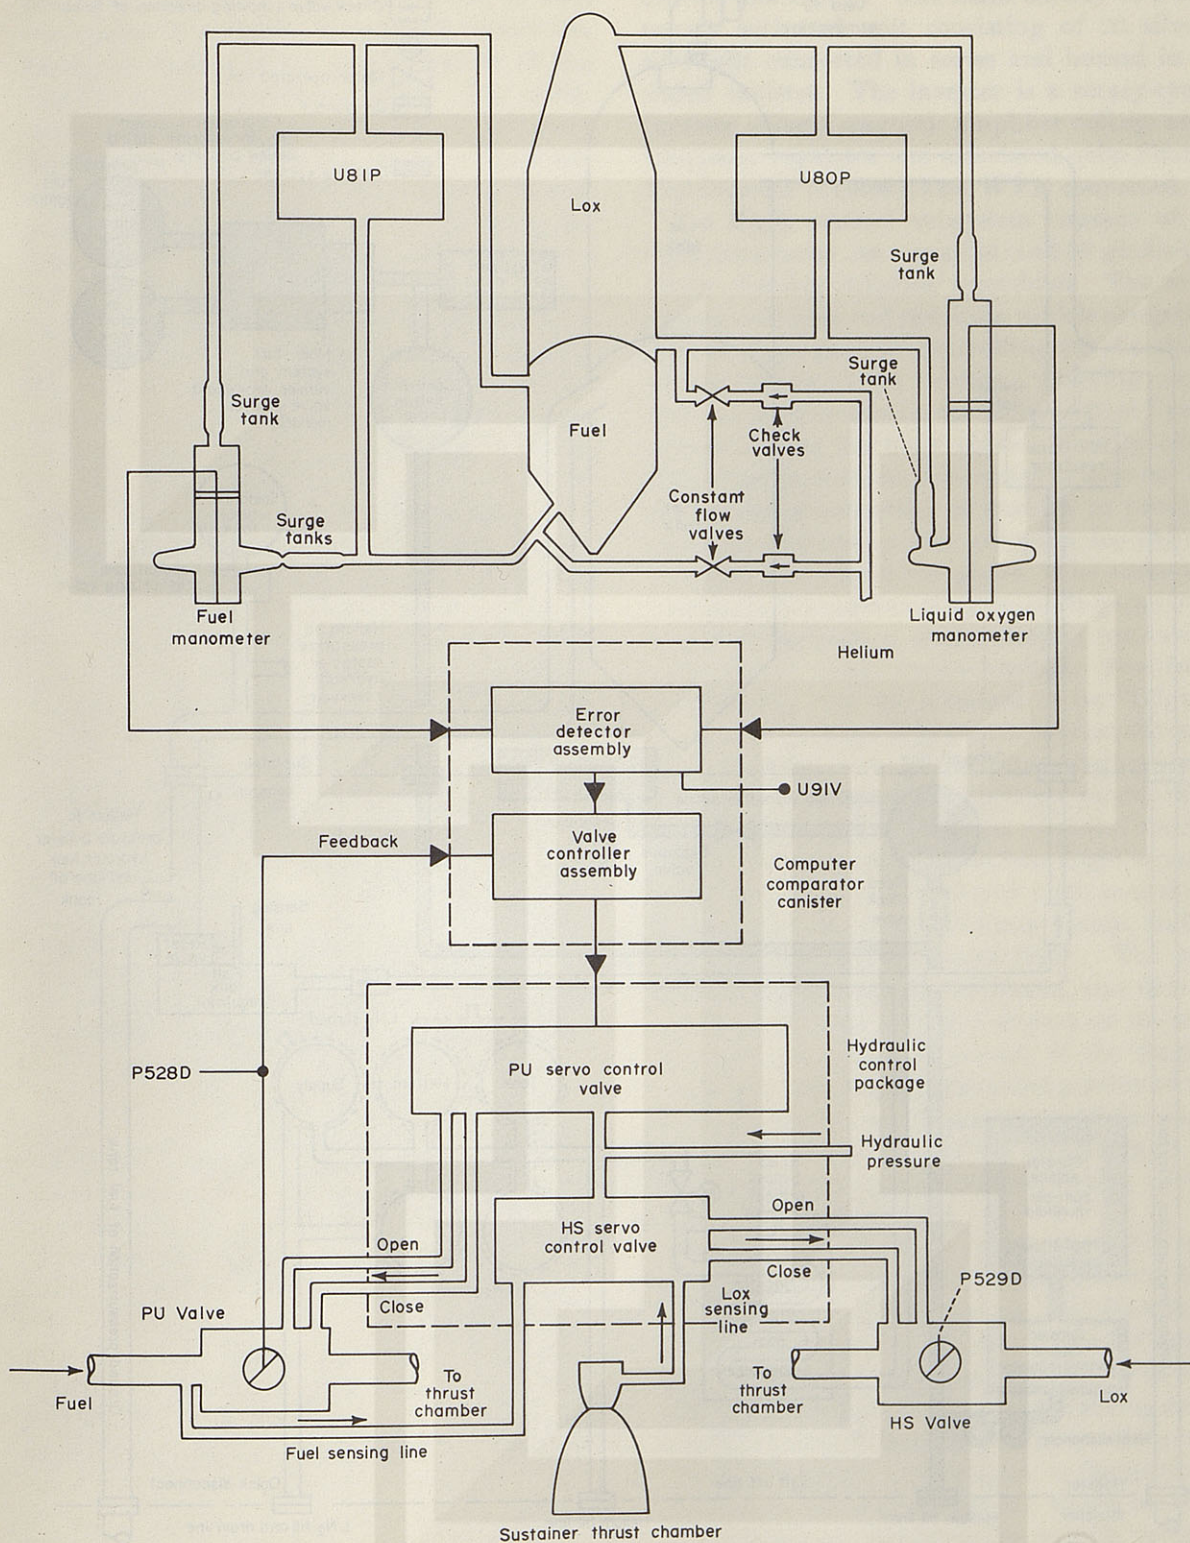 U81P
Lox
U80P
Surge
tank
Surge
tank
Surge
tank
Fuel
Check
valves
Constant
flow
valves
Surge
tanks
Fuel
manometer
Liquid oxygen
manometer
Helium
Error
detector
assembly
U91V
Feedback
Valve
controller
assembly
Computer
comparator
canister
P528D
PU servo control
valve
Hydraulic
control
package
Hydraulic
pressure
HS servo
control valve
Open
Open
Close
Close
Lox
sensing
line
P529D
PU Valve
Fuel
To
thrust
chamber
To
thrust
chamber
Lox
HS Valve
Fuel sensing line
Sustainer thrust chamber